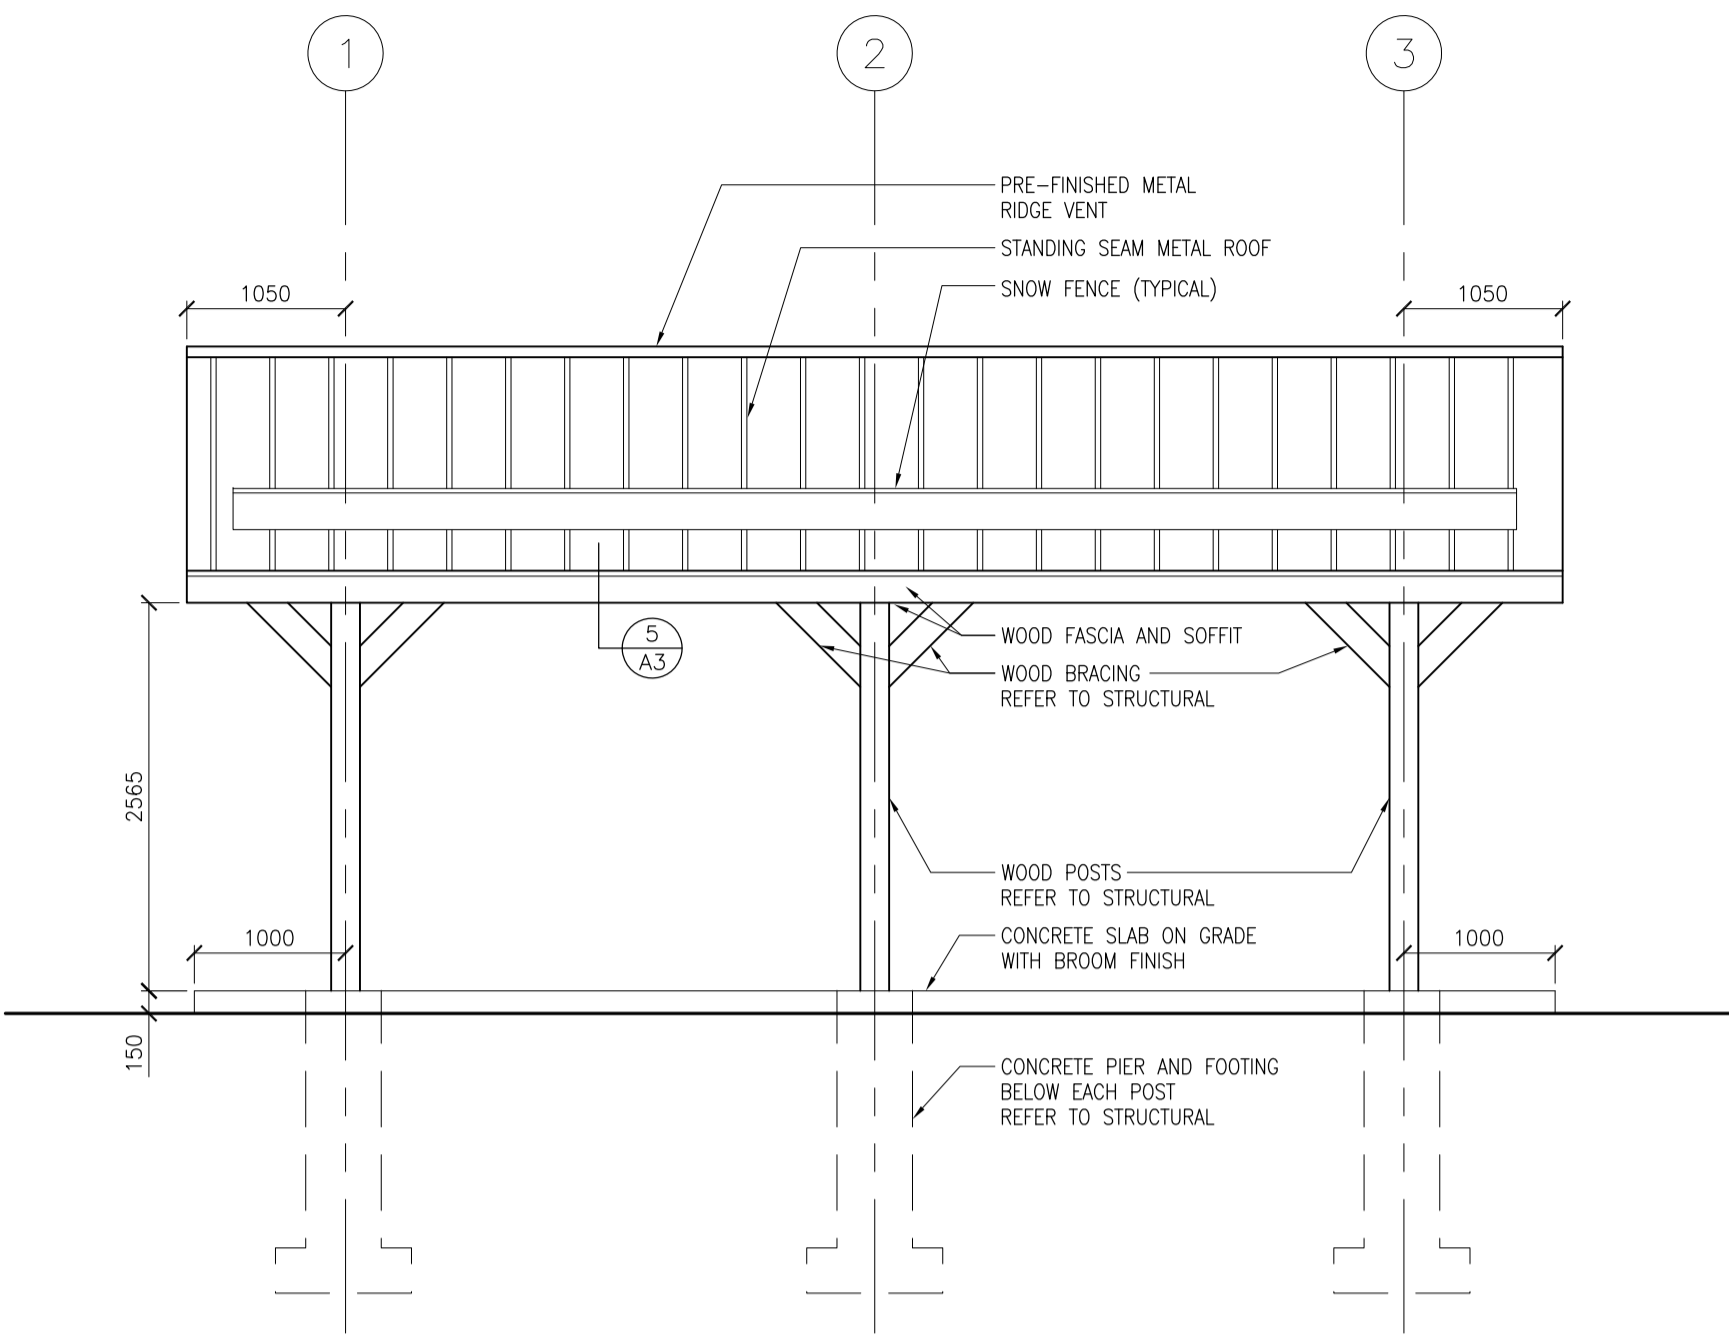 1
2
3
PRE-FINISHED METAL
RIDGE VENT
STANDING SEAM METAL ROOF
SNOW FENCE (TYPICAL)
1050
1050
WOOD FASCIA AND SOFFIT
5
A3
WOOD BRACING
REFER TO STRUCTURAL
2565
WOOD POSTS
REFER TO STRUCTURAL
1000
CONCRETE SLAB ON GRADE
WITH BROOM FINISH
1000
150
CONCRETE PIER AND FOOTING
BELOW EACH POST
REFER TO STRUCTURAL